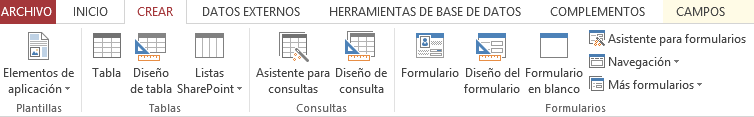 ARCHIVO INICIO CREAR DATOS EXTERNOS HERRAMIENTAS DE BASE DE DATOS COMPLEMENTOS CAMPOS
Elementos de
aplicación
Plantillas
Tabla
Diseño
de tabla
Listas
SharePoint
Tablas
Asistente para
consultas
Diseño de
consulta
Consultas
Formulario
Diseño del
formulario
Formulario
en blanco
Asistente para formularios
Navegación
Más formularios
Formularios